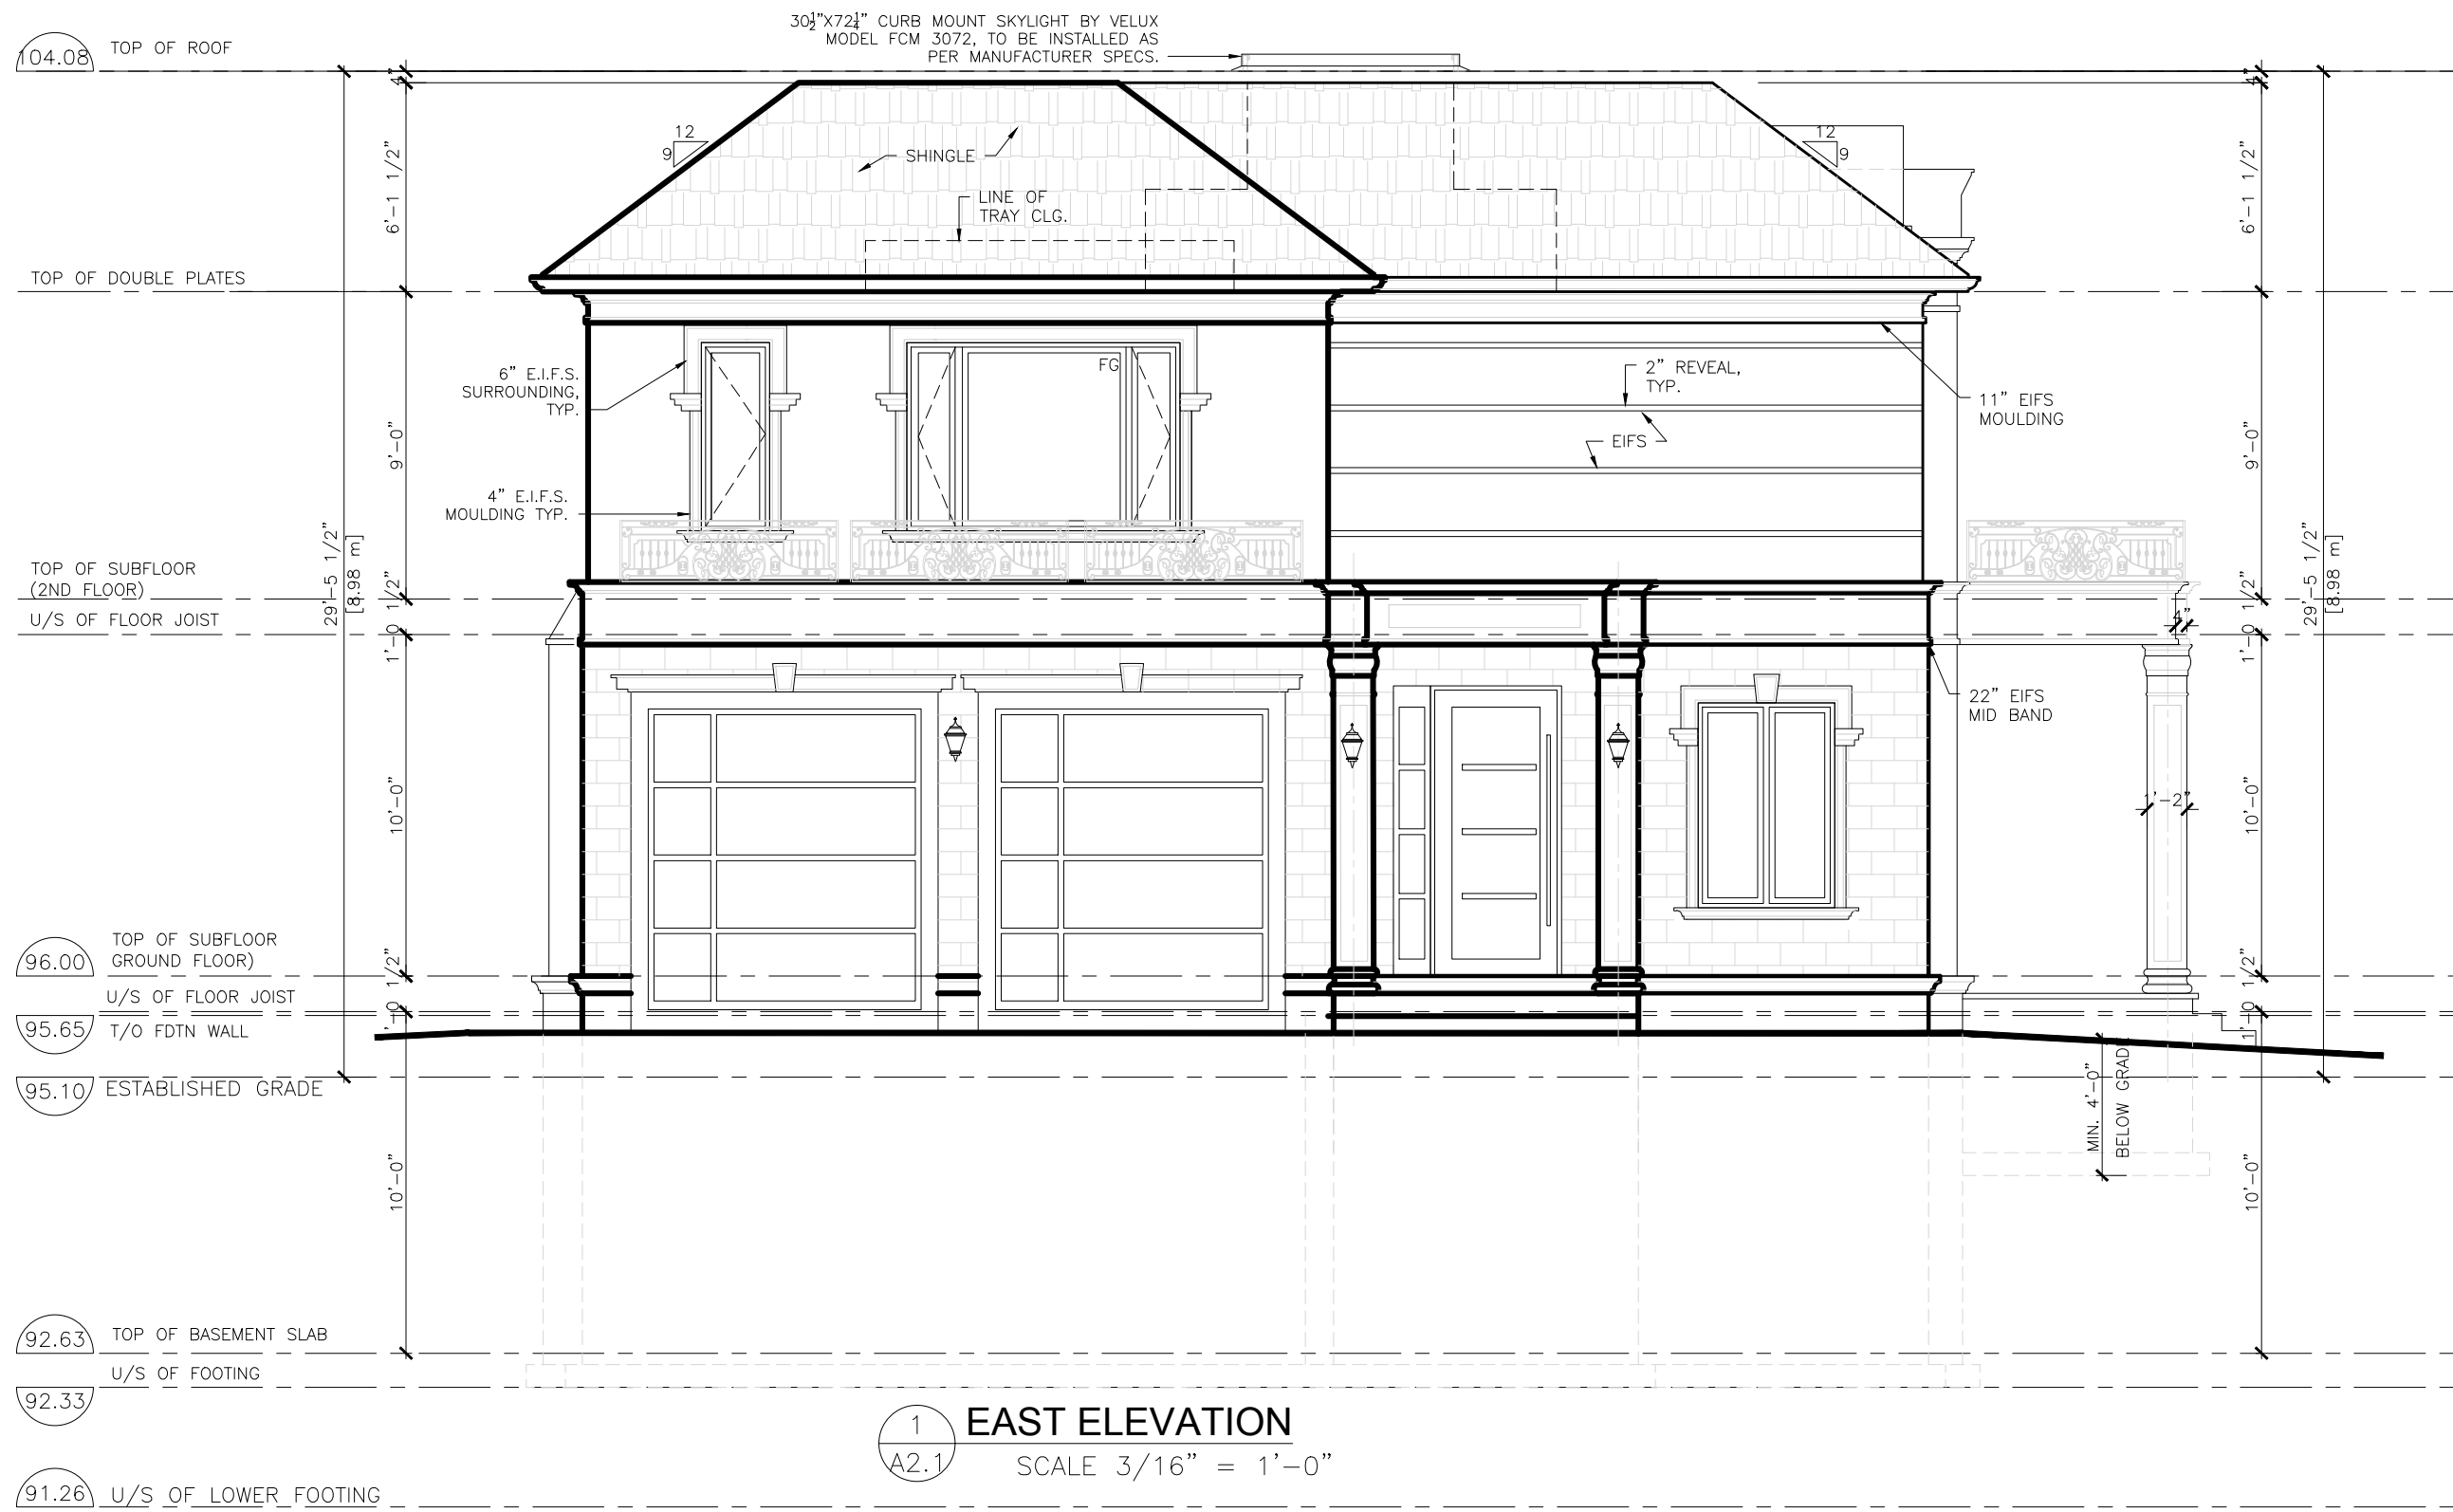 30½"X72¼" CURB MOUNT SKYLIGHT BY VELUX
MODEL FCM 3072, TO BE INSTALLED AS
PER MANUFACTURER SPECS.
104.08
TOP OF ROOF
4"
4"
12
9
SHINGLE
12
9
6'-1 1/2"
6'-1 1/2"
LINE OF
TRAY CLG.
TOP OF DOUBLE PLATES
FG
6" E.I.F.S.
SURROUNDING,
TYP.
2" REVEAL,
TYP.
11" EIFS
MOULDING
EIFS
9'-0"
9'-0"
4" E.I.F.S.
MOULDING TYP.
29'-5 1/2"
[8.98 m]
29'-5 1/2"
[8.98 m]
TOP OF SUBFLOOR
(2ND FLOOR)
U/S OF FLOOR JOIST
1'-0 1/2"
1'-0 1/2"
4"
22" EIFS
MID BAND
10'-0"
10'-0"
1'-2"
96.00
TOP OF SUBFLOOR
GROUND FLOOR)
U/S OF FLOOR JOIST
95.65
T/O FDTN WALL
1'-0 1/2"
1'-0 1/2"
95.10
ESTABLISHED GRADE
MIN. 4'-0"
BELOW GRADE
10'-0"
10'-0"
92.63
TOP OF BASEMENT SLAB
U/S OF FOOTING
92.33
1
A2.1
EAST ELEVATION
SCALE 3/16" = 1'-0"
91.26
U/S OF LOWER FOOTING